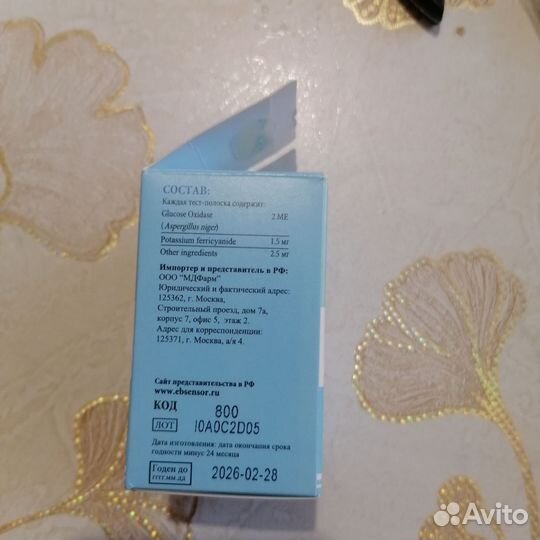 СОСТАВ:
Каждая тест-полоска содержит:
Glucose Oxidase 2 МЕ
(Aspergillus niger)
Potassium ferricyanide 1.5 мг
Other ingredients 2.5 мг
Импортер и представитель в РФ:
ООО "МДФарм"
Юридический и фактический адрес:
125362, г. Москва,
Строительный проезд, дом 7а,
корпус 7, офис 5, этаж 2.
Адрес для корреспонденции:
125371, г. Москва, а/я 4.
Сайт представительства в РФ
www.ebsensor.ru
КОД 800
ЛОТ I0A0C2D05
Дата изготовления: дата окончания срока
годности минус 24 месяца
Годен до 2026-02-28
гггг.мм.дд
Avito